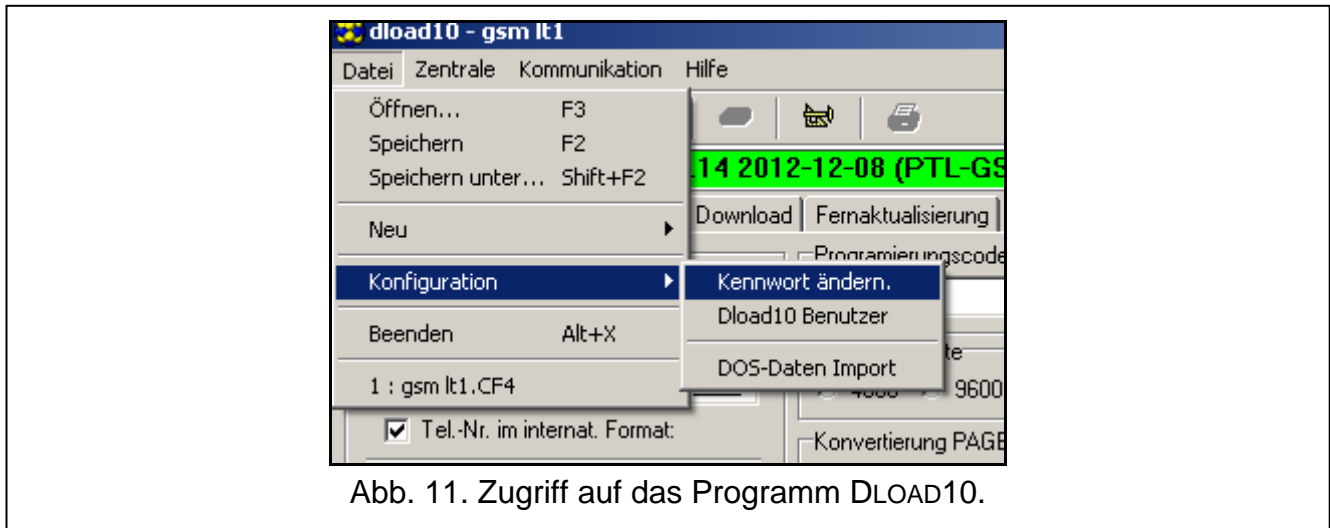 dload10 - gsm lt1
Datei Zentrale Kommunikation Hilfe
Öffnen... F3
Speichern F2
Speichern unter... Shift+F2
Neu
Konfiguration
Beenden Alt+X
1 : gsm lt1.CF4
Kennwort ändern.
Dload10 Benutzer
DOS-Daten Import
.14 2012-12-08 (PTL-GS
Download Fernaktualisierung
Programierungscode
te
9600
Tel.-Nr. im internat. Format:
Konvertierung PAGE
Abb. 11. Zugriff auf das Programm DLOAD10.